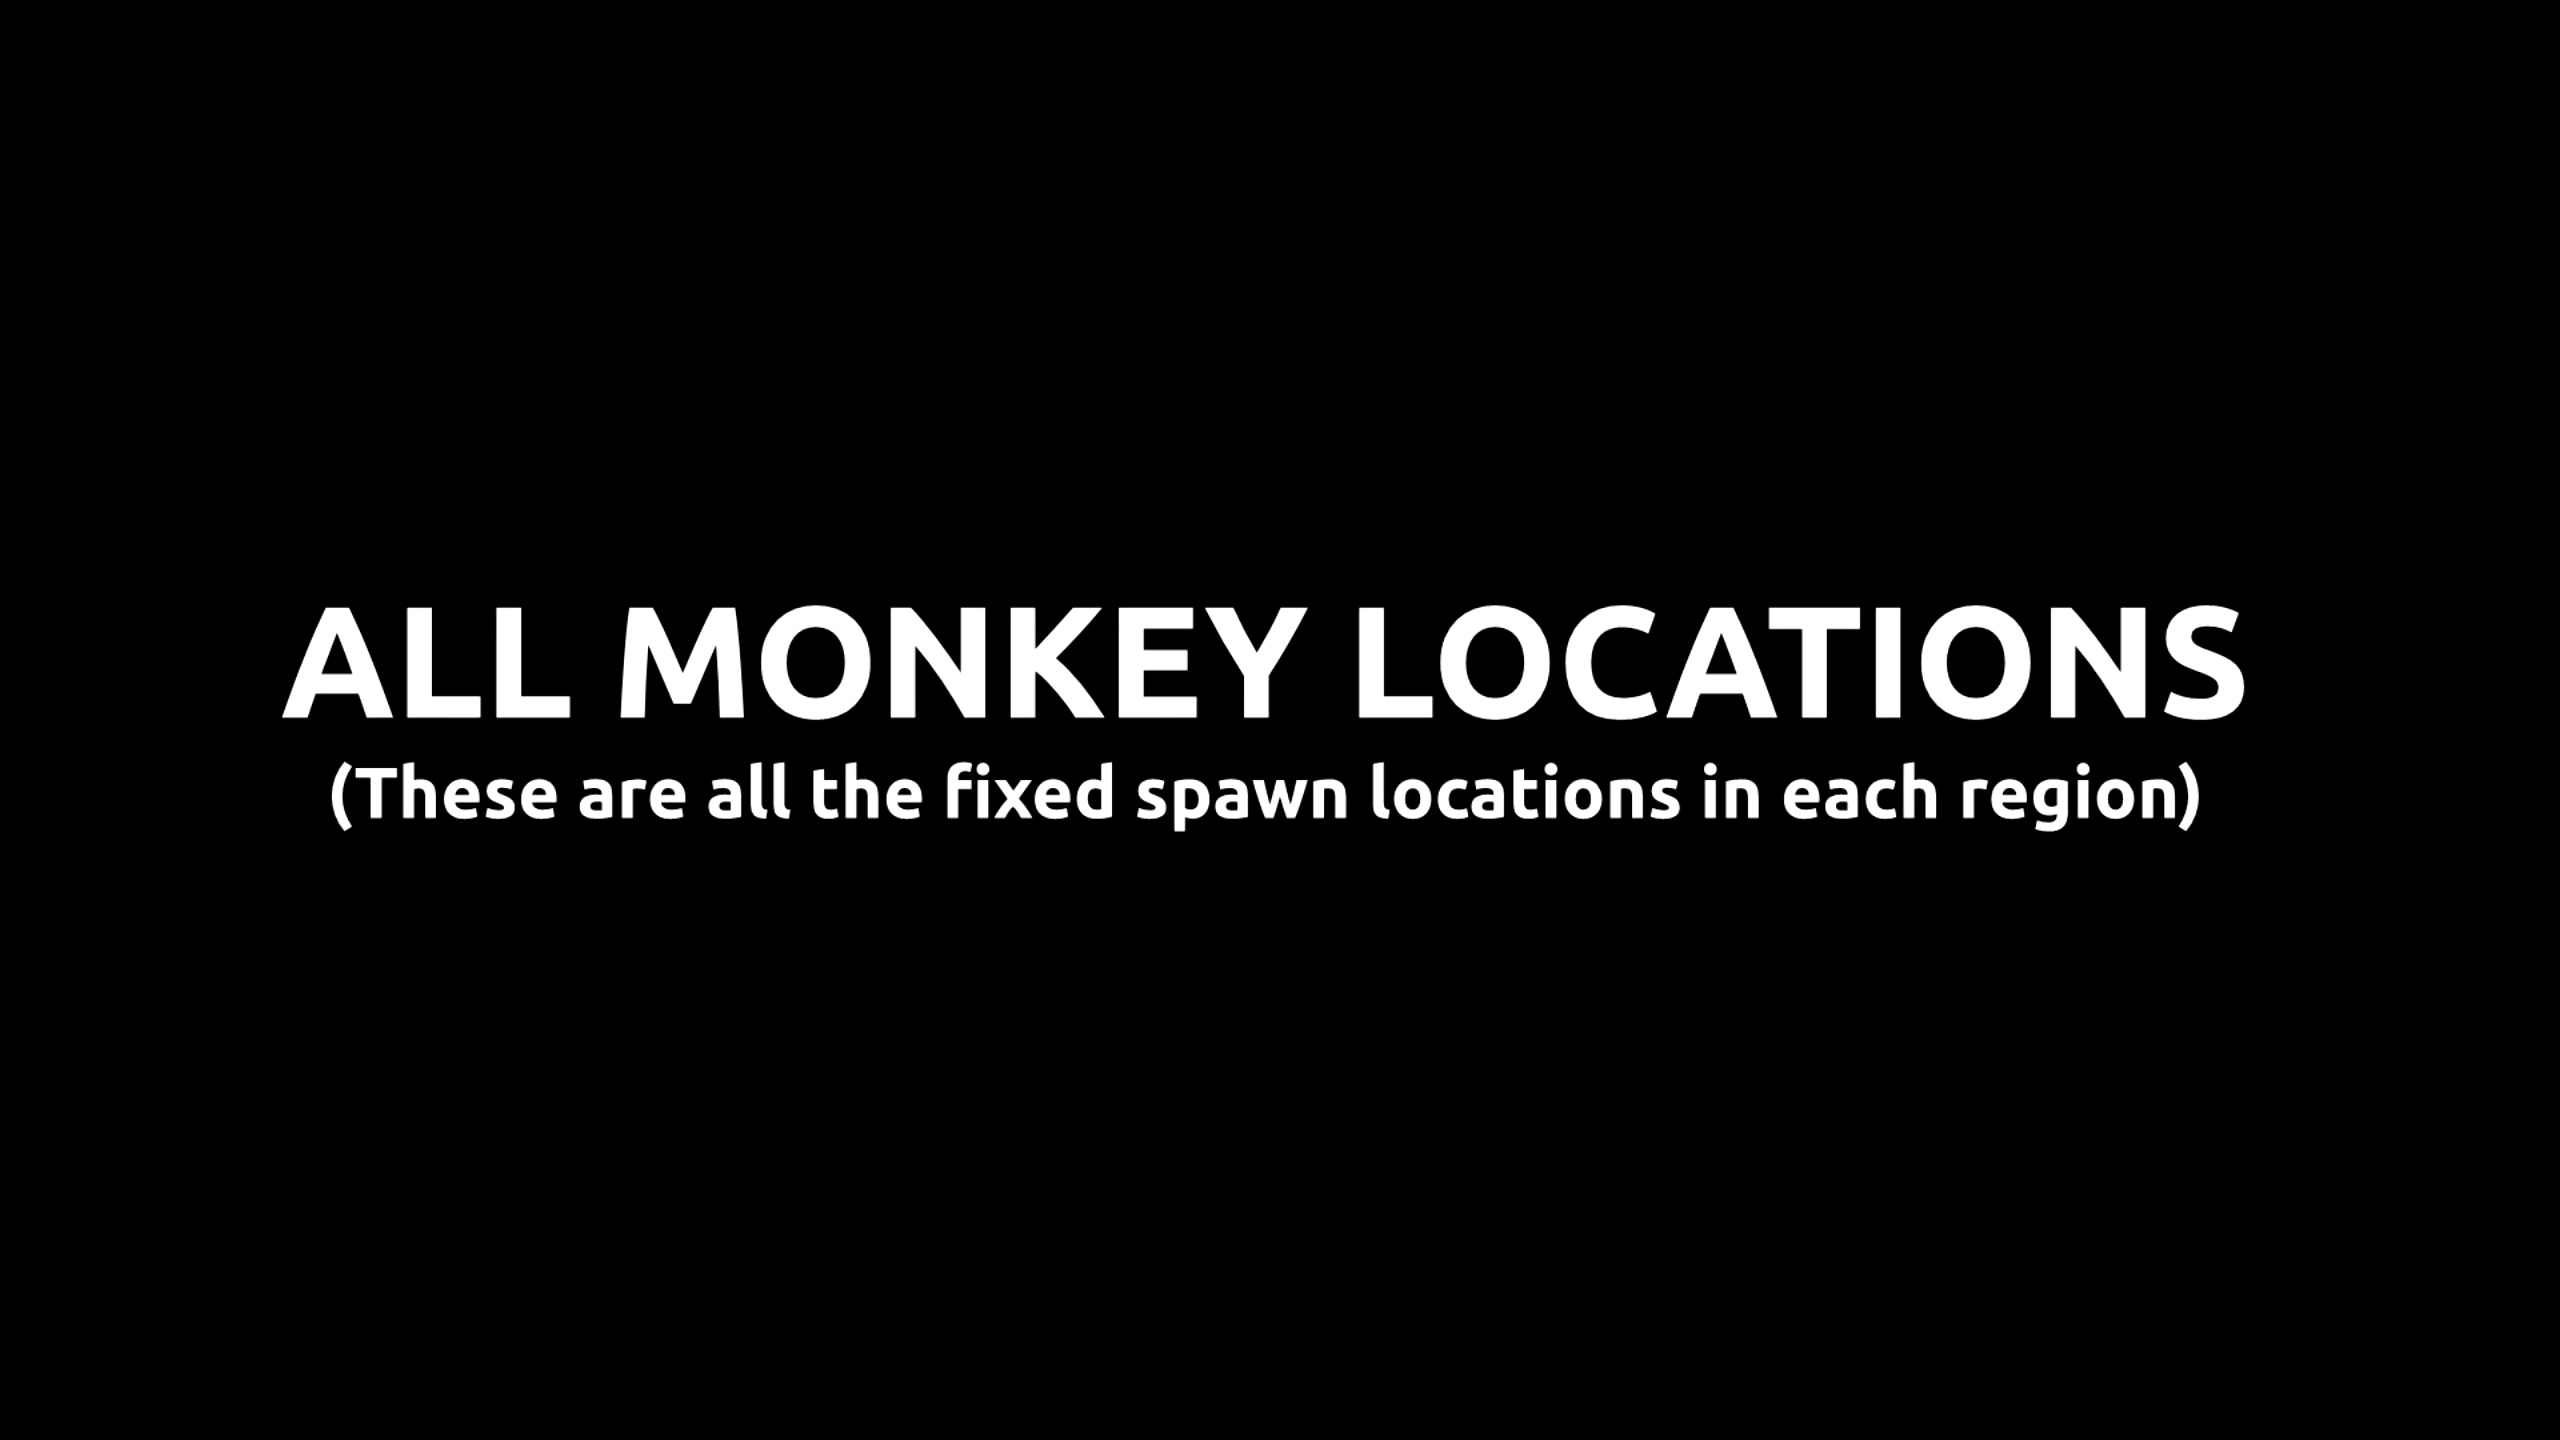 ALL MONKEY LOCATIONS
(These are all the fixed spawn locations in each region)